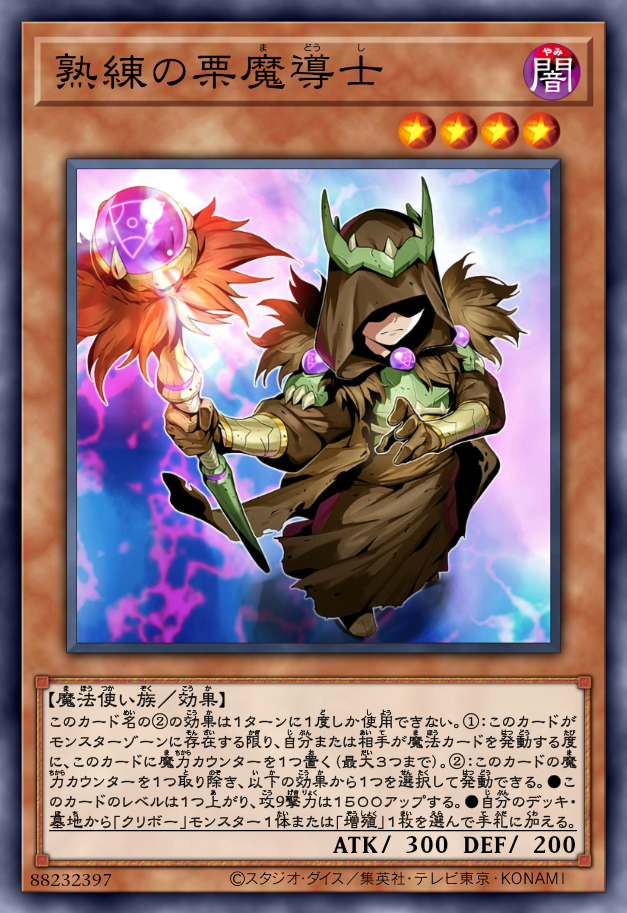 熟練の栗魔導士
闇
【魔法使い族／効果】
このカード名の②の効果は1ターンに1度しか使用できない。①:このカードが
モンスターゾーンに存在する限り、自分または相手が魔法カードを発動する度
に、このカードに魔力カウンターを1つ置く(最大3つまで)。②:このカードの魔
力カウンターを1つ取り除き、以下の効果から1つを選択して発動できる。●こ
のカードのレベルは1つ上がり、攻9撃力は1500アップする。●自分のデッキ・
墓地から「クリボー」モンスター1体または「増殖」1枚を選んで手札に加える。
ATK/ 300 DEF/ 200
88232397 ©スタジオ・ダイス／集英社・テレビ東京・KONAMI